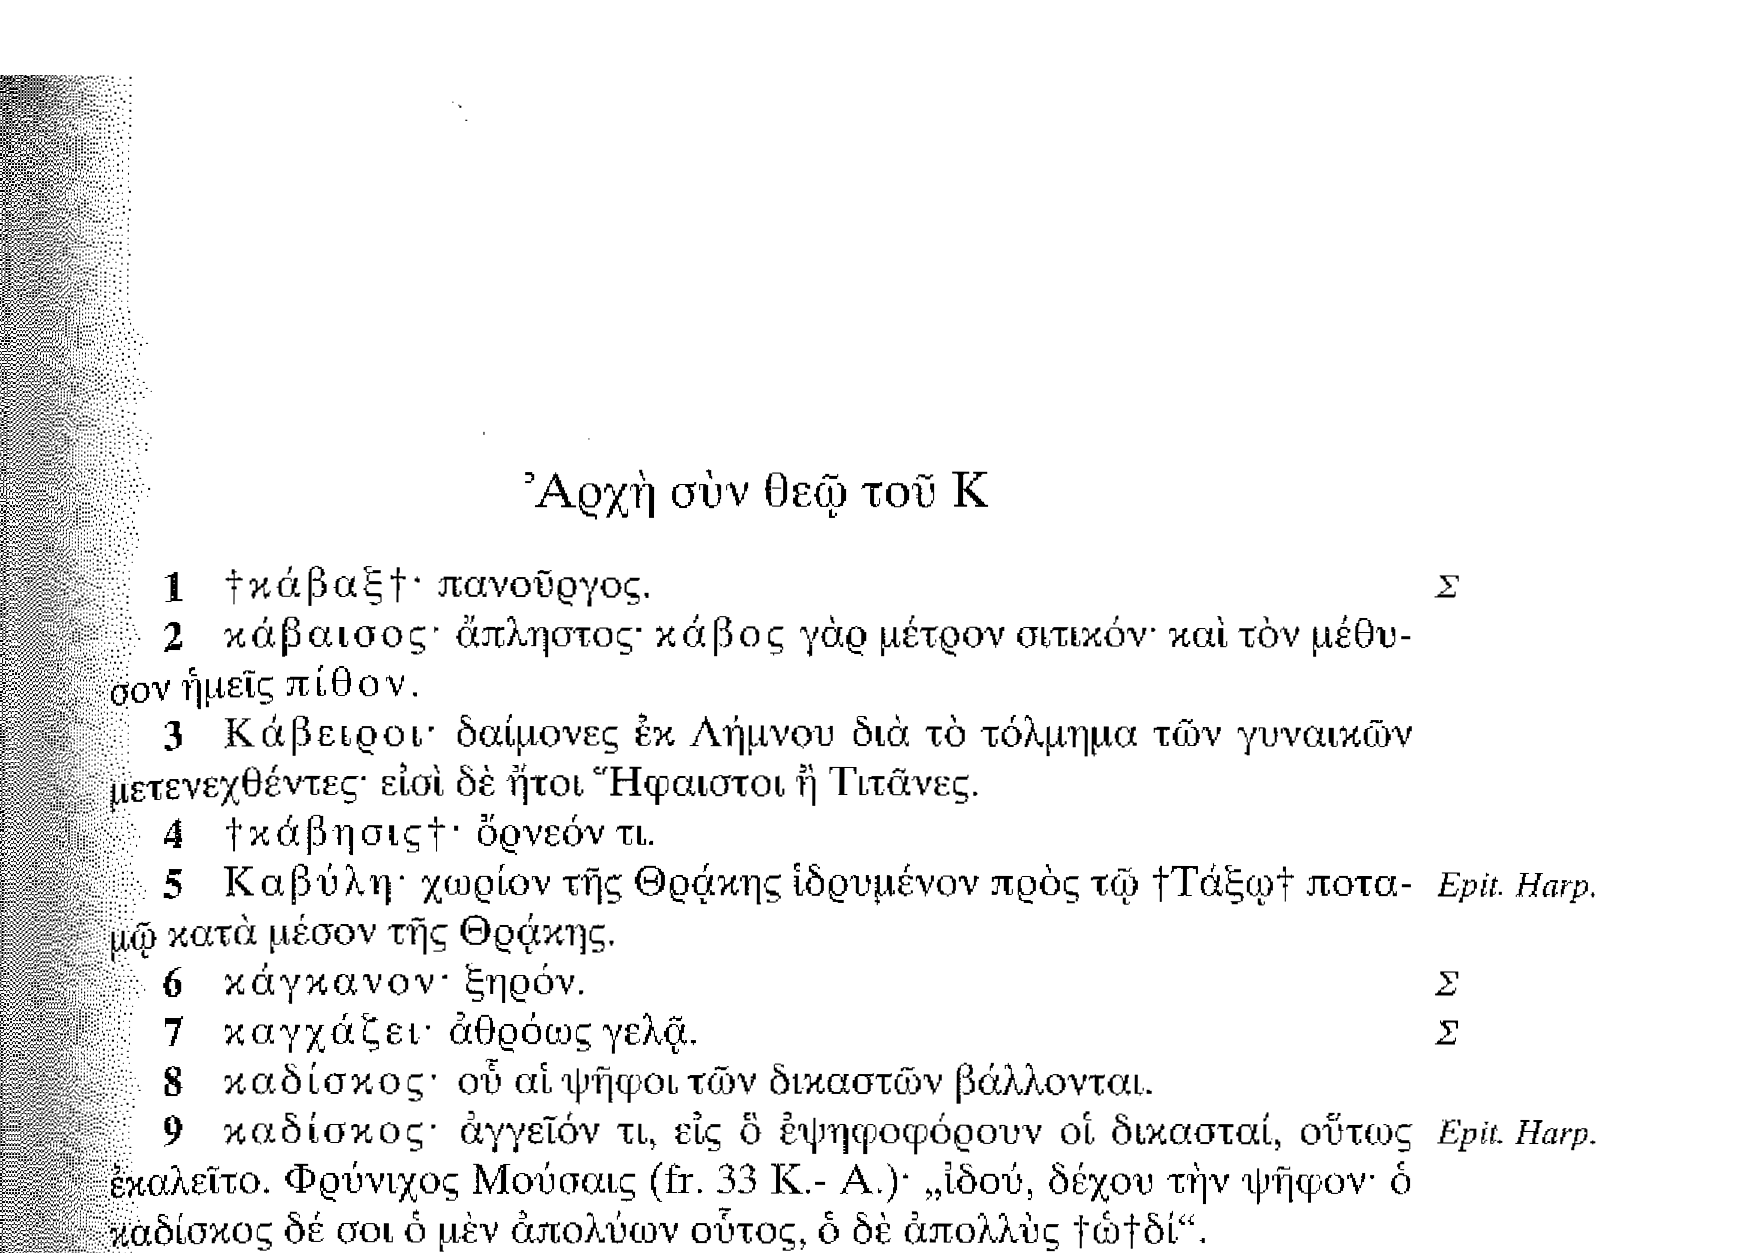 Ἀρχὴ σὺν θεῷ τοῦ Κ
1 †κάβαξ†· πανοῦργος. Σ
2 κάβαισος· ἄπληστος· κάβος γὰρ μέτρον σιτικόν· καὶ τὸν μέθυ-
σον ἡμεῖς πίθον.
3 Κάβειροι· δαίμονες ἐκ Λήμνου διὰ τὸ τόλμημα τῶν γυναικῶν
μετενεχθέντες· εἰσὶ δὲ ἤτοι Ἥφαιστοι ἢ Τιτᾶνες.
4 †κάβησις†· ὄρνεόν τι.
5 Καβύλη· χωρίον τῆς Θρᾴκης ἱδρυμένον πρὸς τῷ †Τάξῳ† ποτα- Epit. Harp.
μῷ κατὰ μέσον τῆς Θρᾴκης.
6 κάγκανον· ξηρόν. Σ
7 καγχάζει· ἀθρόως γελᾷ. Σ
8 καδίσκος· οὗ αἱ ψῆφοι τῶν δικαστῶν βάλλονται.
9 καδίσκος· ἀγγεῖόν τι, εἰς ὃ ἐψηφοφόρουν οἱ δικασταί, οὕτως Epit. Harp.
ἐκαλεῖτο. Φρύνιχος Μούσαις (fr. 33 K.- A.)· „ἰδού, δέχου τὴν ψῆφον· ὁ
καδίσκος δέ σοι ὁ μὲν ἀπολύων οὗτος, ὁ δὲ ἀπολλὺς †ὡ†δί“.